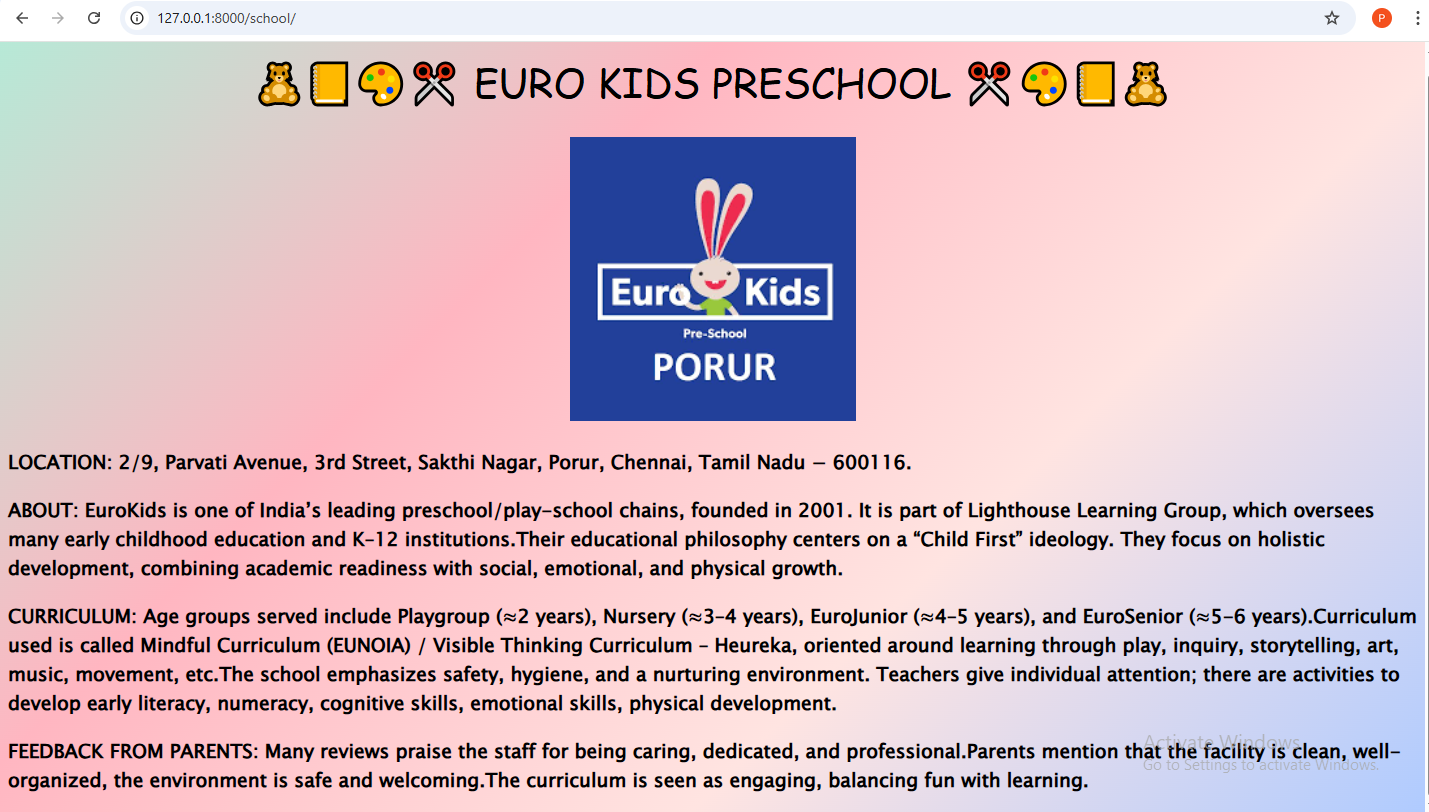 127.0.0.1:8000/school/
P
EURO KIDS PRESCHOOL
Euro Kids
Pre-School
PORUR
LOCATION: 2/9, Parvati Avenue, 3rd Street, Sakthi Nagar, Porur, Chennai, Tamil Nadu – 600116.
ABOUT: EuroKids is one of India’s leading preschool/play-school chains, founded in 2001. It is part of Lighthouse Learning Group, which oversees
many early childhood education and K-12 institutions.Their educational philosophy centers on a “Child First” ideology. They focus on holistic
development, combining academic readiness with social, emotional, and physical growth.
CURRICULUM: Age groups served include Playgroup (≈2 years), Nursery (≈3-4 years), EuroJunior (≈4-5 years), and EuroSenior (≈5-6 years).Curriculum
used is called Mindful Curriculum (EUNOIA) / Visible Thinking Curriculum – Heureka, oriented around learning through play, inquiry, storytelling, art,
music, movement, etc.The school emphasizes safety, hygiene, and a nurturing environment. Teachers give individual attention; there are activities to
develop early literacy, numeracy, cognitive skills, emotional skills, physical development.
FEEDBACK FROM PARENTS: Many reviews praise the staff for being caring, dedicated, and professional.Parents mention that the facility is clean, well-
organized, the environment is safe and welcoming.The curriculum is seen as engaging, balancing fun with learning.
Activate Windows
Go to Settings to activate Windows.